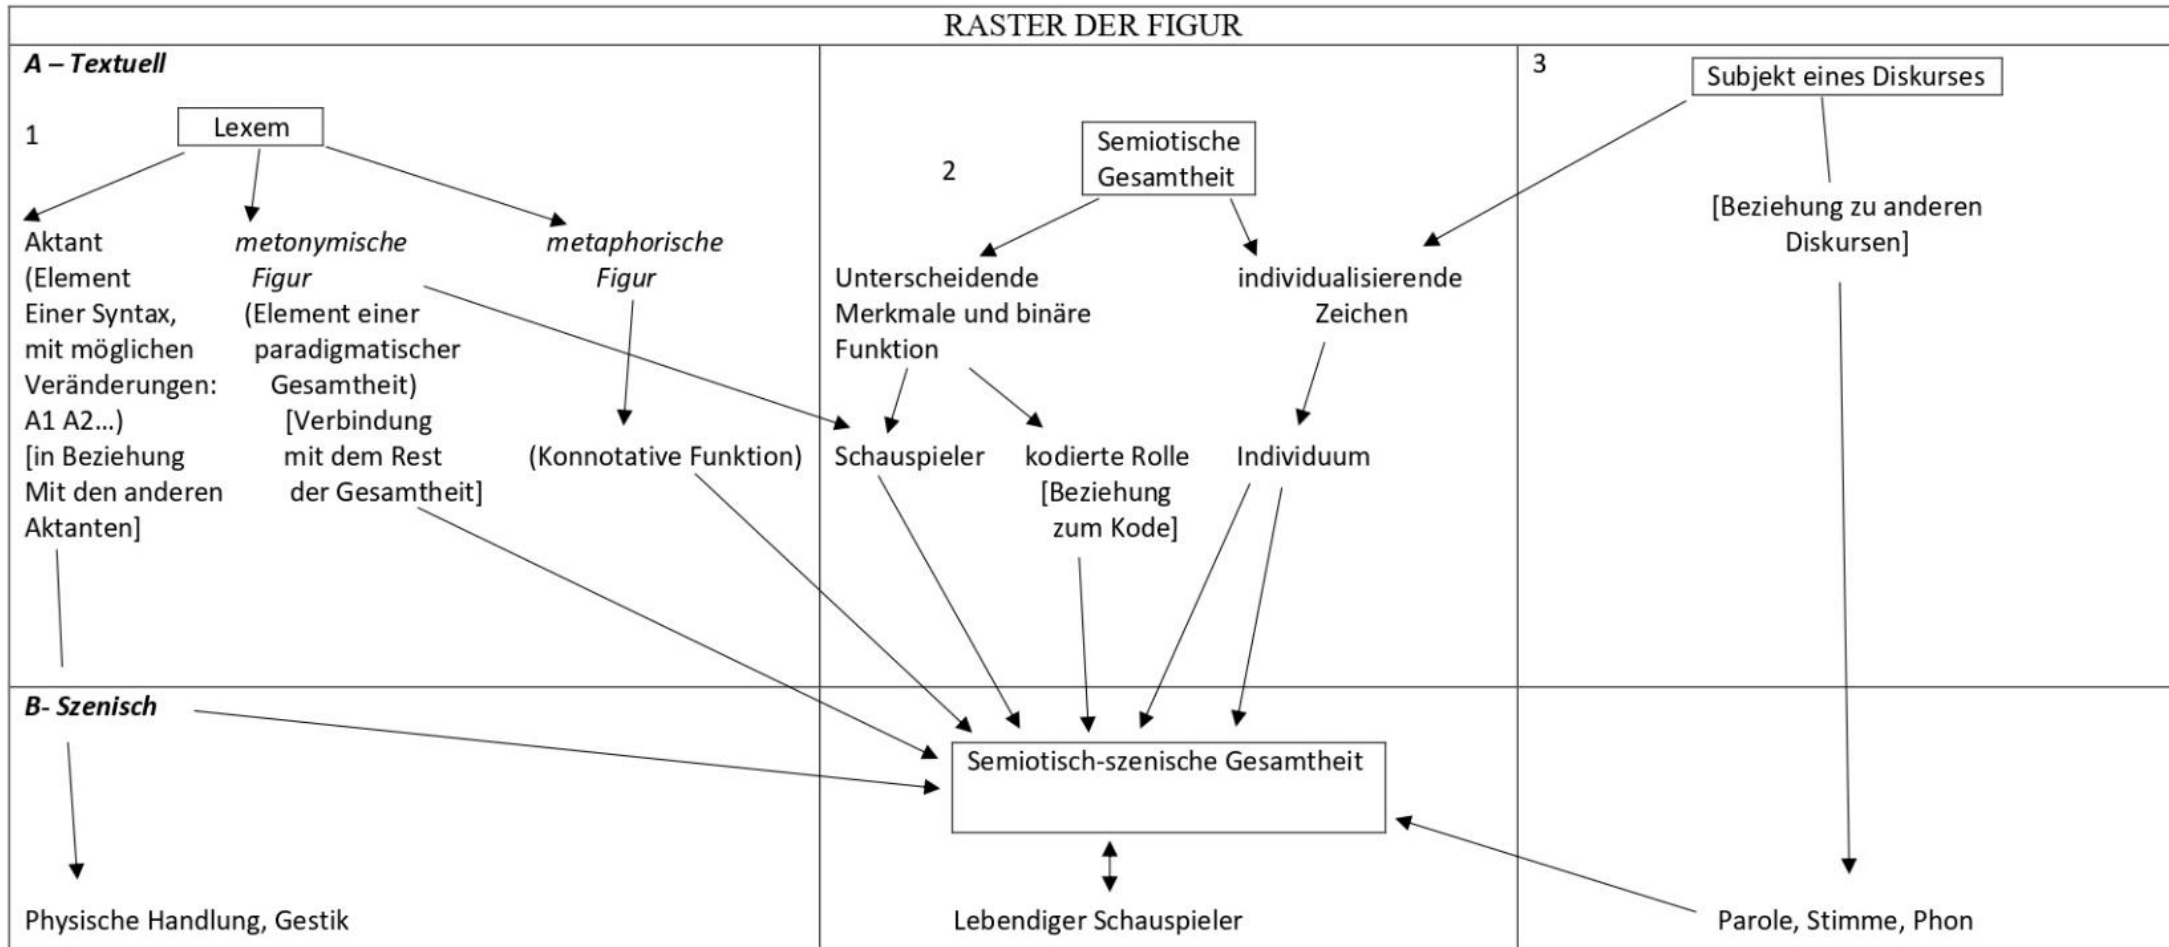 RASTER DER FIGUR
A – Textuell
1
Lexem
Aktant
(Element
Einer Syntax,
mit möglichen
Veränderungen:
A1 A2...)
[in Beziehung
Mit den anderen
Aktanten]
metonymische
Figur
(Element einer
paradigmatischer
Gesamtheit)
[Verbindung
mit dem Rest
der Gesamtheit]
metaphorische
Figur
(Konnotative Funktion)
2
Semiotische
Gesamtheit
Unterscheidende
Merkmale und binäre
Funktion
individualisierende
Zeichen
Schauspieler
kodierte Rolle
[Beziehung
zum Kode]
Individuum
3
Subjekt eines Diskurses
[Beziehung zu anderen
Diskursen]
B- Szenisch
Physische Handlung, Gestik
Semiotisch-szenische Gesamtheit
Lebendiger Schauspieler
Parole, Stimme, Phon